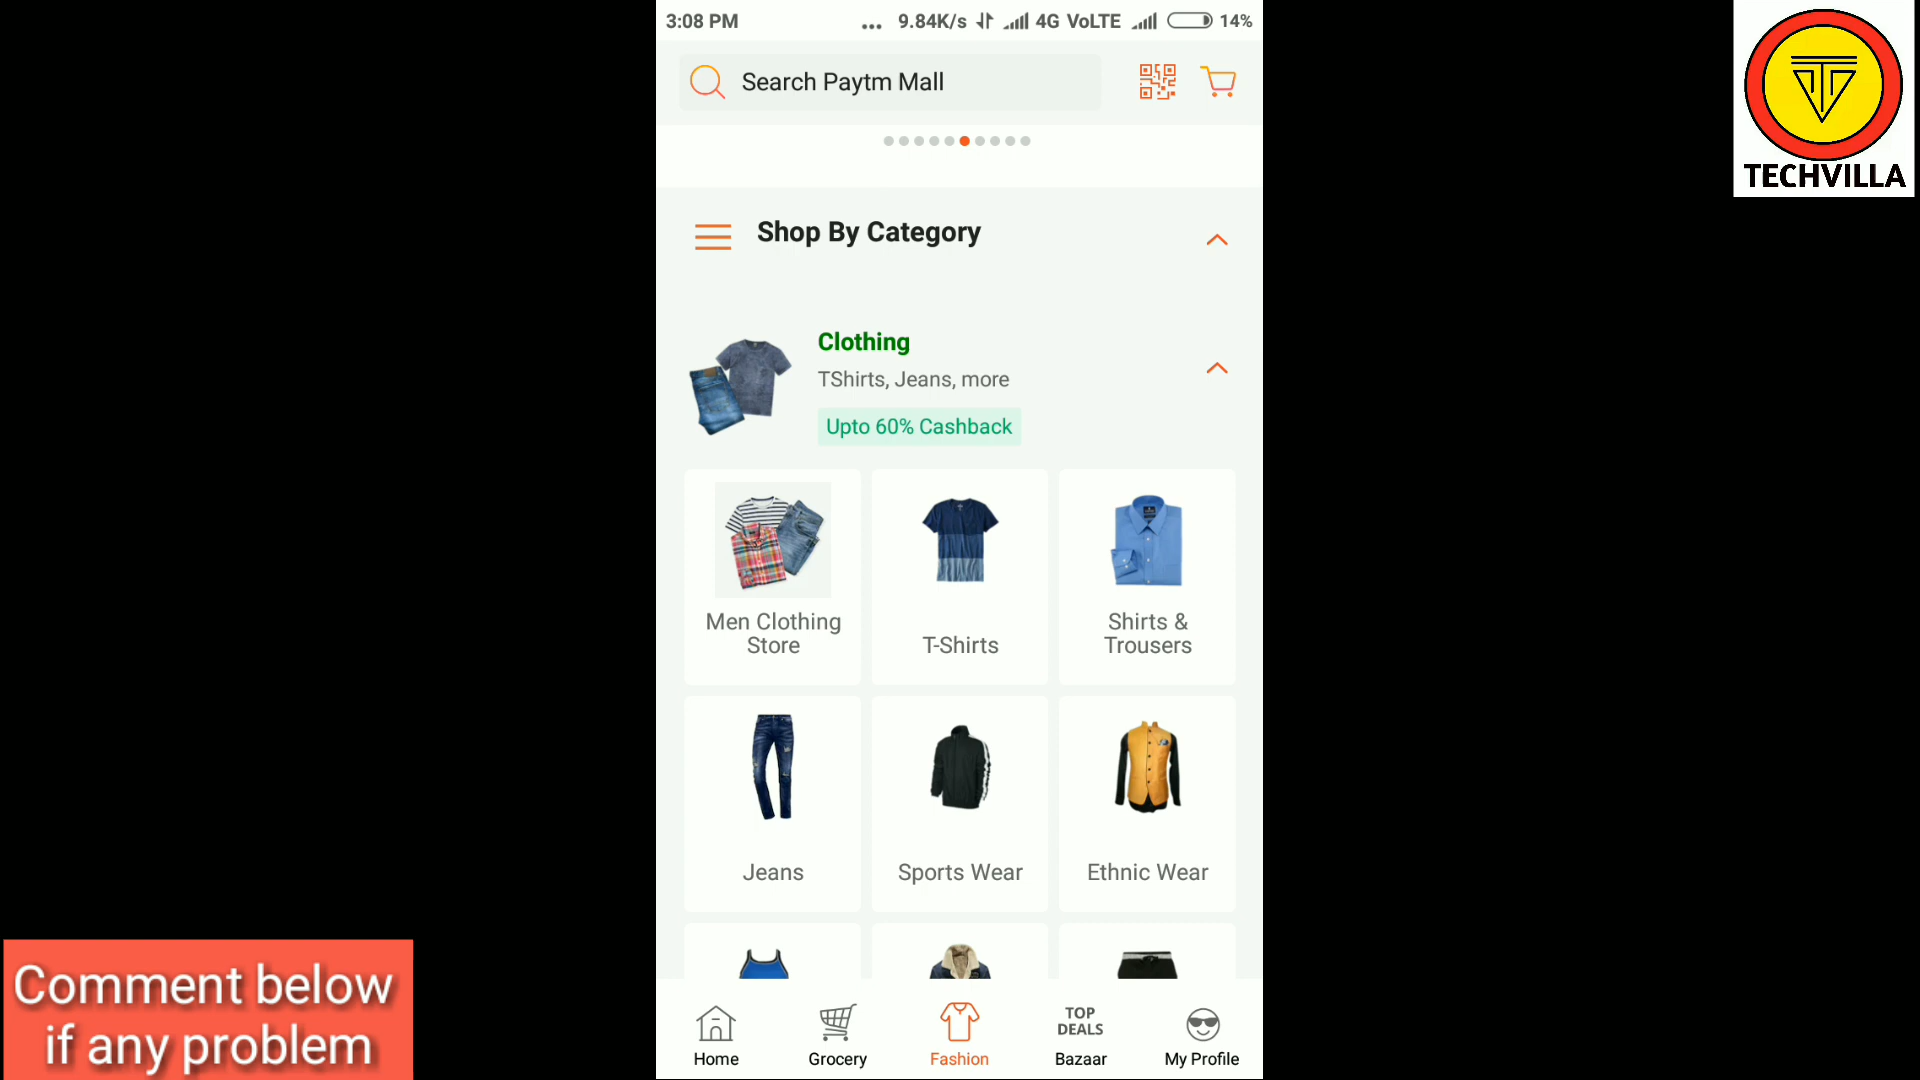 3:08 PM ... 9.84K/s 4G VoLTE 14%
Search Paytm Mall
TECHVILLA
Shop By Category
Clothing
TShirts, Jeans, more
Upto 60% Cashback
Men Clothing
Store
T-Shirts
Shirts &
Trousers
Jeans
Sports Wear
Ethnic Wear
TOP
DEALS
Home
Grocery
Fashion
Bazaar
My Profile
Comment below
if any problem